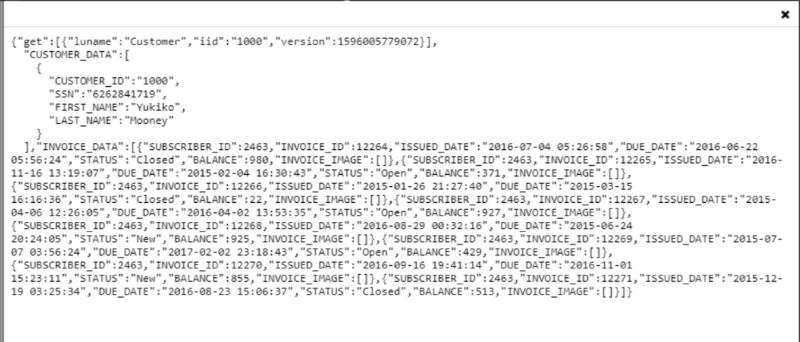 {"get":[{"luname":"Customer","iid":"1000","version":1596005779072}],
"CUSTOMER_DATA":[
{
"CUSTOMER_ID":"1000",
"SSN":"6262841719",
"FIRST_NAME":"Yukiko",
"LAST_NAME":"Mooney"
}
],"INVOICE_DATA":[{"SUBSCRIBER_ID":2463,"INVOICE_ID":12264,"ISSUED_DATE":"2016-07-04 05:26:58","DUE_DATE":"2016-06-22
05:56:24","STATUS":"Closed","BALANCE":980,"INVOICE_IMAGE":[]},{"SUBSCRIBER_ID":2463,"INVOICE_ID":12265,"ISSUED_DATE":"2016-
11-16 13:19:07","DUE_DATE":"2015-02-04 16:30:43","STATUS":"Open","BALANCE":371,"INVOICE_IMAGE":[]},
{"SUBSCRIBER_ID":2463,"INVOICE_ID":12266,"ISSUED_DATE":"2015-01-26 21:27:40","DUE_DATE":"2015-03-15
16:16:36","STATUS":"Closed","BALANCE":22,"INVOICE_IMAGE":[]},{"SUBSCRIBER_ID":2463,"INVOICE_ID":12267,"ISSUED_DATE":"2015-
04-06 12:26:05","DUE_DATE":"2016-04-02 13:53:35","STATUS":"Open","BALANCE":927,"INVOICE_IMAGE":[]},
{"SUBSCRIBER_ID":2463,"INVOICE_ID":12268,"ISSUED_DATE":"2016-08-29 00:32:16","DUE_DATE":"2015-06-24
20:24:05","STATUS":"New","BALANCE":925,"INVOICE_IMAGE":[]},{"SUBSCRIBER_ID":2463,"INVOICE_ID":12269,"ISSUED_DATE":"2015-07-
07 03:56:24","DUE_DATE":"2017-02-02 23:18:43","STATUS":"Open","BALANCE":429,"INVOICE_IMAGE":[]},
{"SUBSCRIBER_ID":2463,"INVOICE_ID":12270,"ISSUED_DATE":"2016-09-16 19:41:14","DUE_DATE":"2016-11-01
15:23:11","STATUS":"New","BALANCE":855,"INVOICE_IMAGE":[]},{"SUBSCRIBER_ID":2463,"INVOICE_ID":12271,"ISSUED_DATE":"2015-12-
19 03:25:34","DUE_DATE":"2016-08-23 15:06:37","STATUS":"Closed","BALANCE":513,"INVOICE_IMAGE":[]}]}